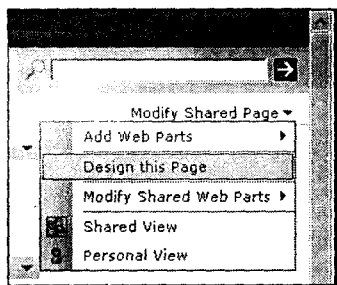 Modify Shared Page
Add Web Parts
Design this Page
Modify Shared Web Parts
Shared View
Personal View